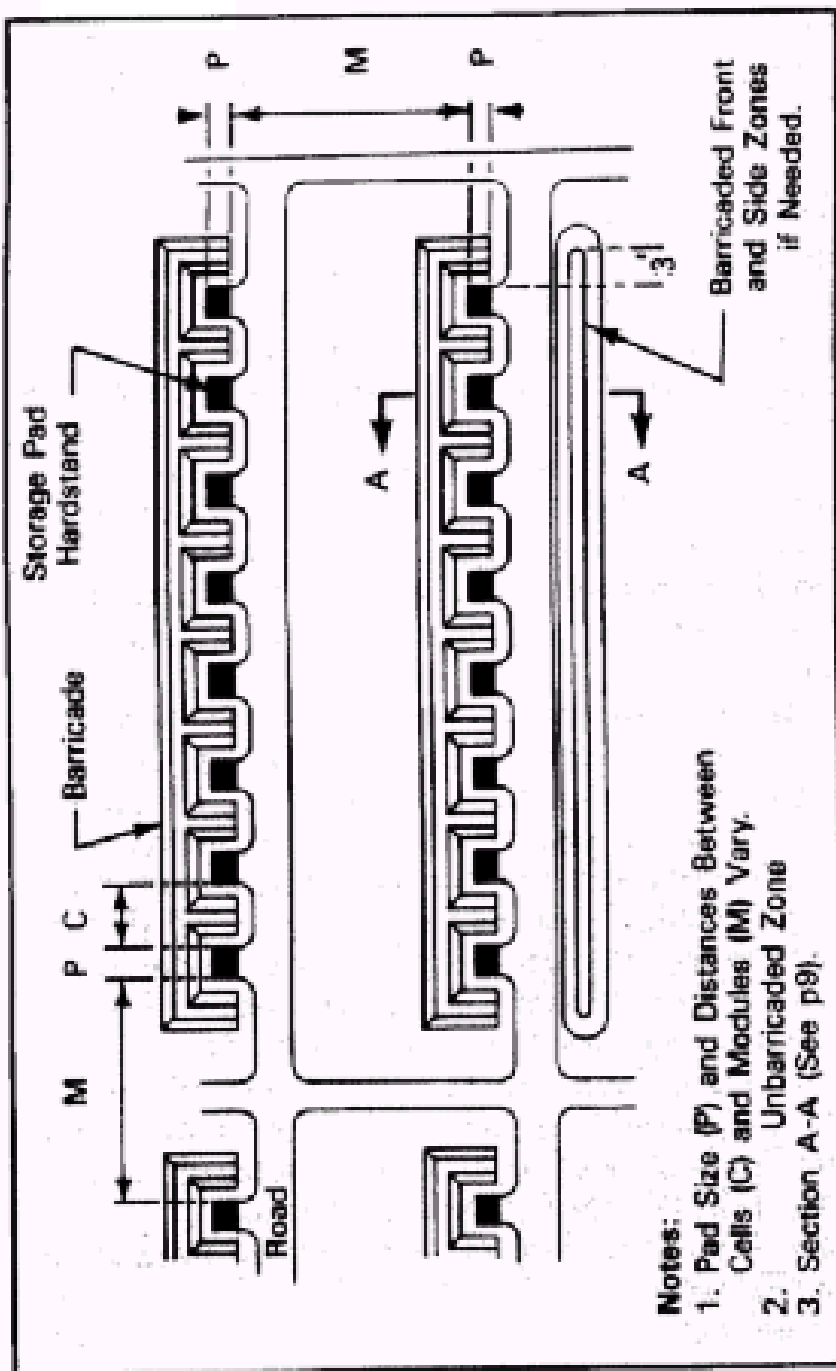 Storage Pad
Hardstand
Barricade
M
P
C
P
M
P
Road
A
A
3"
Barricaded Front
and Side Zones
if Needed.
Notes:
1. Pad Size (P) and Distances Between
Cells (C) and Modules (M) Vary.
2. Unbarricaded Zone
3. Section A-A (See p9).